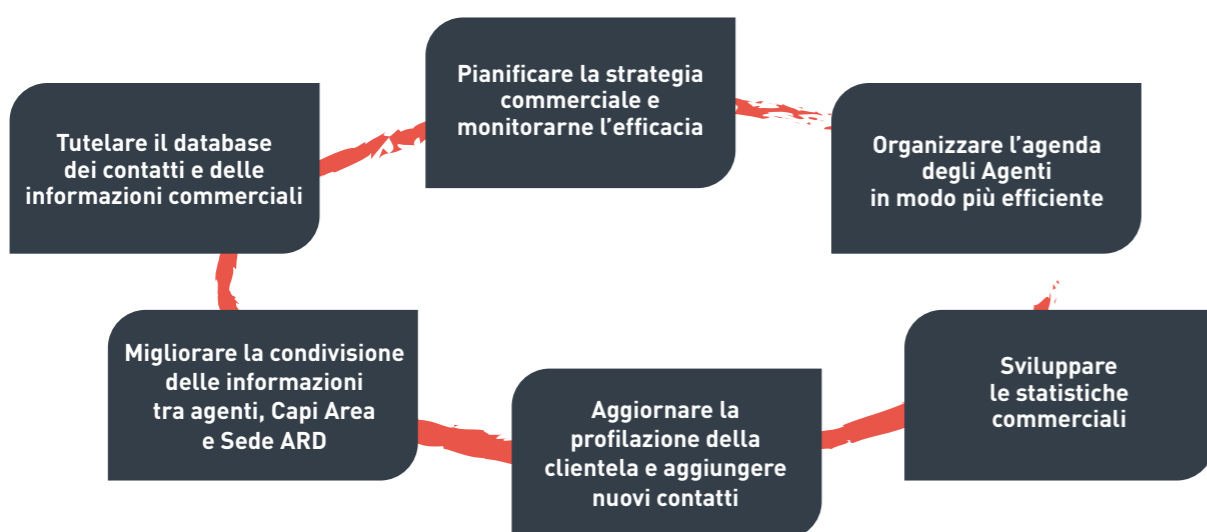 Pianificare la strategia
commerciale e
monitorarne l’efficacia
Tutelare il database
dei contatti e delle
informazioni commerciali
Organizzare l’agenda
degli Agenti
in modo più efficiente
Migliorare la condivisione
delle informazioni
tra agenti, Capi Area
e Sede ARD
Aggiornare la
profilazione della
clientela e aggiungere
nuovi contatti
Sviluppare
le statistiche
commerciali